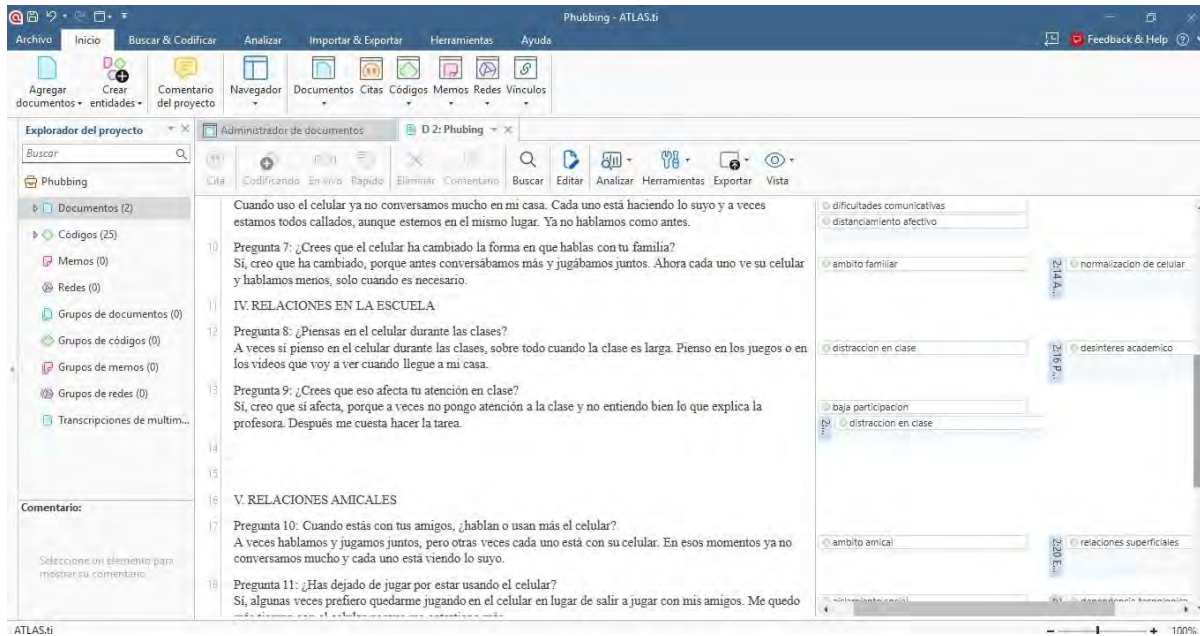 Phubbing - ATLAS.ti
Archivo Inicio Buscar & Codificar Analizar Importar & Exportar Herramientas Ayuda Feedback & Help
Agregar documentos
Crear entidades
Comentario del proyecto
Navegador Documentos Citas Códigos Memos Redes Vínculos
Explorador del proyecto
Administrador de documentos
D 2: Phubing
Buscar
Cita Codificando En vivo Rapido Eliminar Comentario Buscar Editar Analizar Herramientas Exportar Vista
Phubbing
Documentos (2)
Códigos (25)
Memos (0)
Redes (0)
Grupos de documentos (0)
Grupos de códigos (0)
Grupos de memos (0)
Grupos de redes (0)
Transcripciones de multim...
Comentario:
Seleccione un elemento para
mostrar su comentario
Cuando uso el celular ya no conversamos mucho en mi casa. Cada uno está haciendo lo suyo y a veces
estamos todos callados, aunque estemos en el mismo lugar. Ya no hablamos como antes.
10 Pregunta 7: ¿Crees que el celular ha cambiado la forma en que hablas con tu familia?
Sí, creo que ha cambiado, porque antes conversábamos más y jugábamos juntos. Ahora cada uno ve su celular
y hablamos menos, solo cuando es necesario.
11 IV. RELACIONES EN LA ESCUELA
12 Pregunta 8: ¿Piensas en el celular durante las clases?
A veces sí pienso en el celular durante las clases, sobre todo cuando la clase es larga. Pienso en los juegos o en
los videos que voy a ver cuando llegue a mi casa.
13 Pregunta 9: ¿Crees que eso afecta tu atención en clase?
Sí, creo que sí afecta, porque a veces no pongo atención a la clase y no entiendo bien lo que explica la
profesora. Después me cuesta hacer la tarea.
14
15
16 V. RELACIONES AMICALES
17 Pregunta 10: Cuando estás con tus amigos, ¿hablan o usan más el celular?
A veces hablamos y jugamos juntos, pero otras veces cada uno está con su celular. En esos momentos ya no
conversamos mucho y cada uno está viendo lo suyo.
18 Pregunta 11: ¿Has dejado de jugar por estar usando el celular?
Sí, algunas veces prefiero quedarme jugando en el celular en lugar de salir a jugar con mis amigos. Me quedo
dificultades comunicativas
distanciamiento afectivo
ambito familiar
2:14 A...
normalizacion de celular
distraccion en clase
2:16 P...
desinteres academico
baja participacion
distraccion en clase
ambito amical
2:20 E...
relaciones superficiales
ATLAS.ti
100%